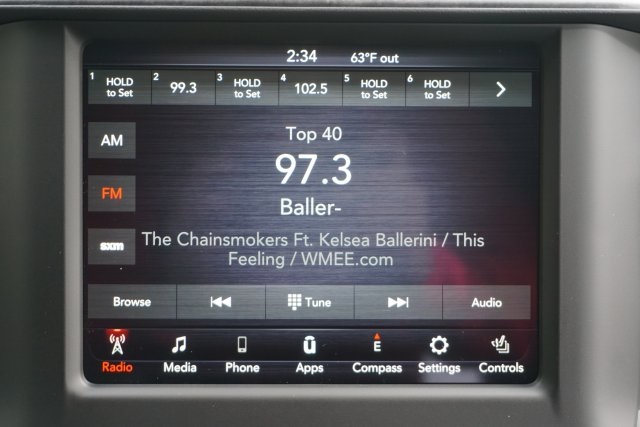 2:34 63°F out
1 HOLD to Set 2 99.3 3 HOLD to Set 4 102.5 5 HOLD to Set 6 HOLD to Set
AM
Top 40
97.3
FM
Baller-
sxm
The Chainsmokers Ft. Kelsea Ballerini / This
Feeling / WMEE.com
Browse Tune Audio
E
Radio Media Phone Apps Compass Settings Controls